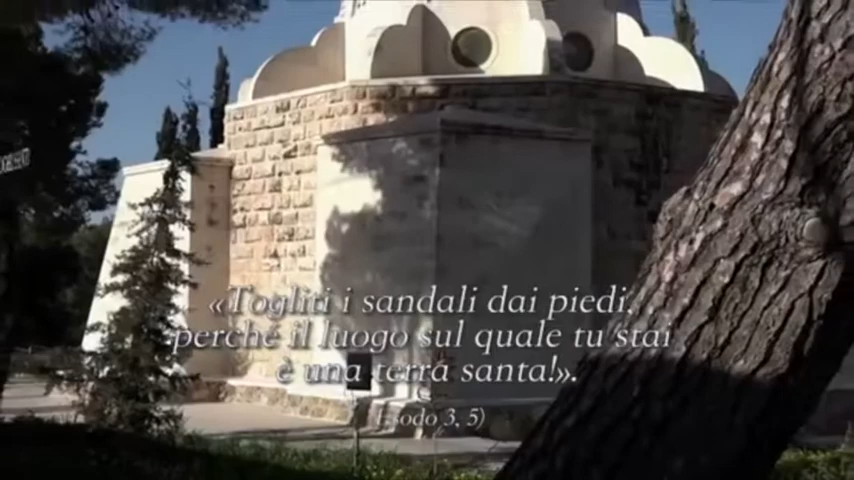 «Togliti i sandali dai piedi,
perché il luogo sul quale tu stai
è una terra santa!».
(Esodo 3, 5)